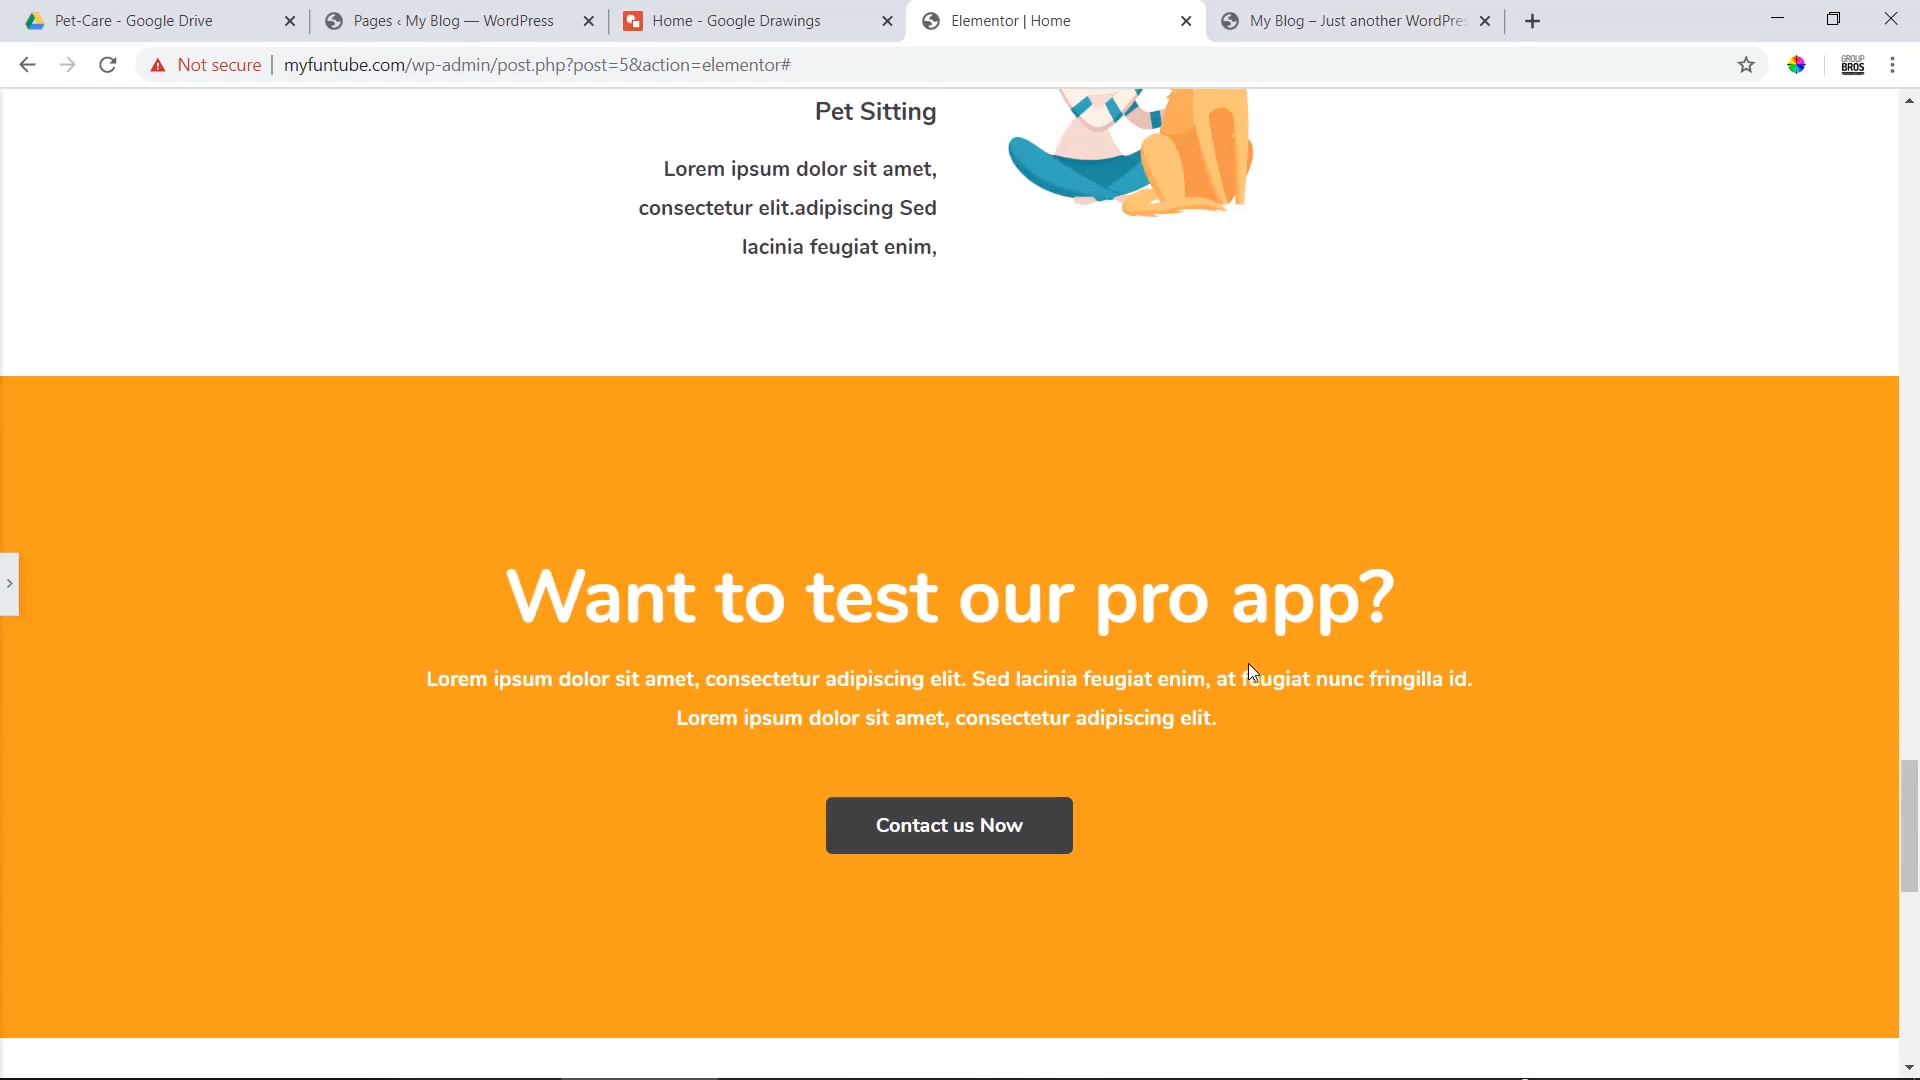 Pet-Care - Google Drive
Pages ‹ My Blog — WordPress
Home - Google Drawings
Elementor | Home
My Blog – Just another WordPres
Not secure
myfuntube.com/wp-admin/post.php?post=5&action=elementor#
GROUP
BROS
Pet Sitting
Lorem ipsum dolor sit amet,
consectetur elit.adipiscing Sed
lacinia feugiat enim,
Want to test our pro app?
Lorem ipsum dolor sit amet, consectetur adipiscing elit. Sed lacinia feugiat enim, at feugiat nunc fringilla id.
Lorem ipsum dolor sit amet, consectetur adipiscing elit.
Contact us Now